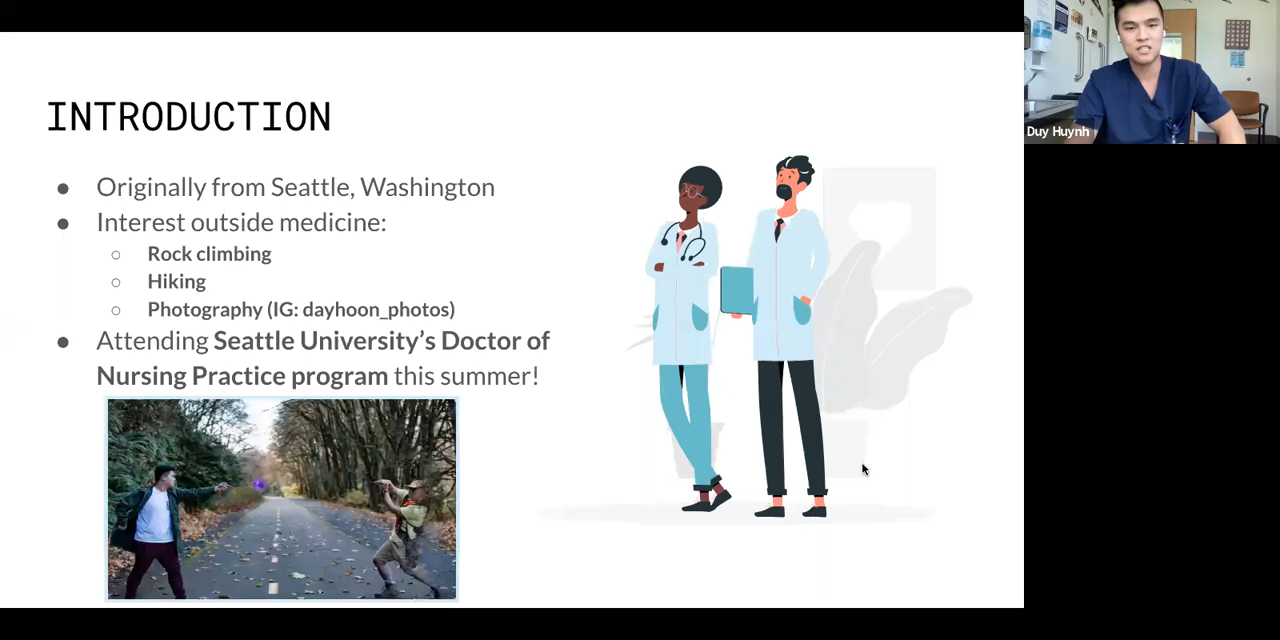 INTRODUCTION
● Originally from Seattle, Washington
● Interest outside medicine:
○ Rock climbing
○ Hiking
○ Photography (IG: dayhoon_photos)
● Attending Seattle University’s Doctor of
Nursing Practice program this summer!
Duy Huynh